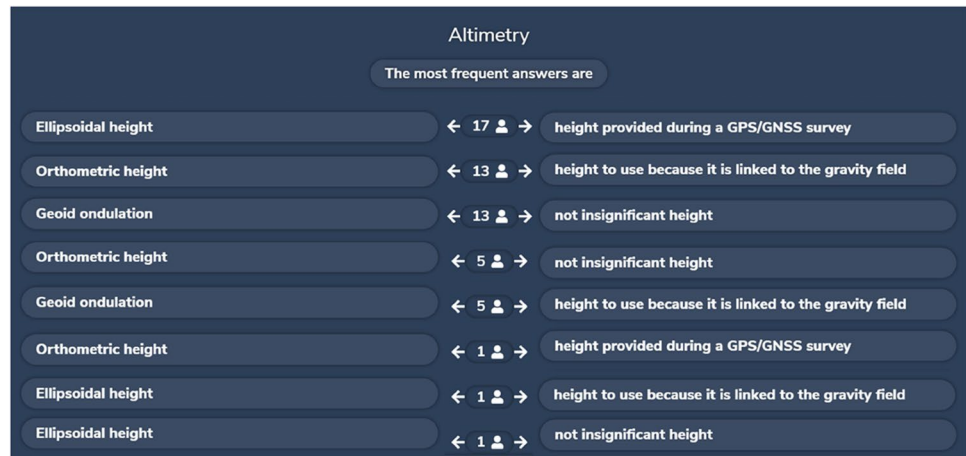 Altimetry
The most frequent answers are
Ellipsoidal height ← 17 → height provided during a GPS/GNSS survey
Orthometric height ← 13 → height to use because it is linked to the gravity field
Geoid ondulation ← 13 → not insignificant height
Orthometric height ← 5 → not insignificant height
Geoid ondulation ← 5 → height to use because it is linked to the gravity field
Orthometric height ← 1 → height provided during a GPS/GNSS survey
Ellipsoidal height ← 1 → height to use because it is linked to the gravity field
Ellipsoidal height ← 1 → not insignificant height